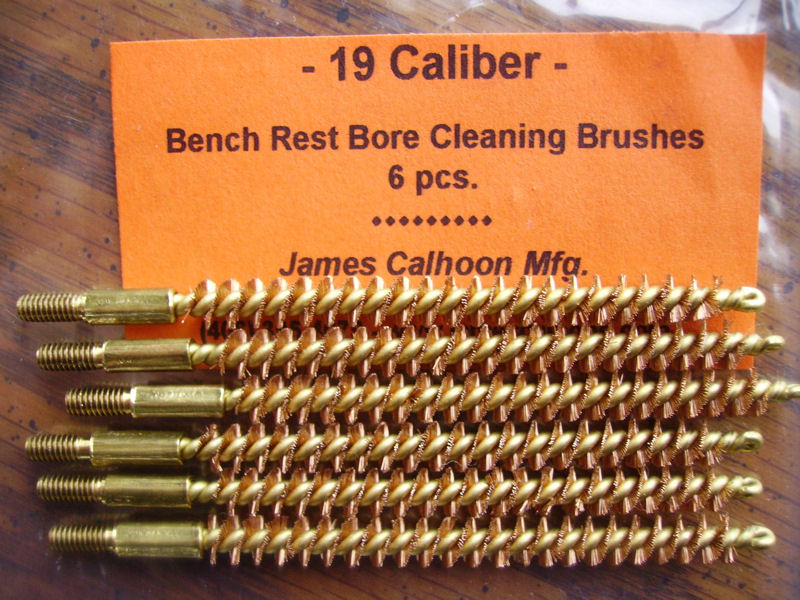 - 19 Caliber -
Bench Rest Bore Cleaning Brushes
6 pcs.
•••••••••
James Calhoon Mfg.